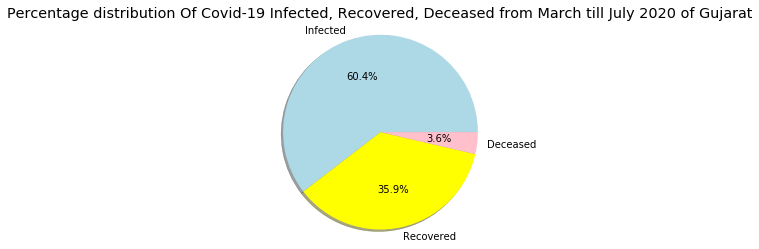 Percentage distribution Of Covid-19 Infected, Recovered, Deceased from March till July 2020 of Gujarat
Infected
60.4%
3.6%
Deceased
35.9%
Recovered